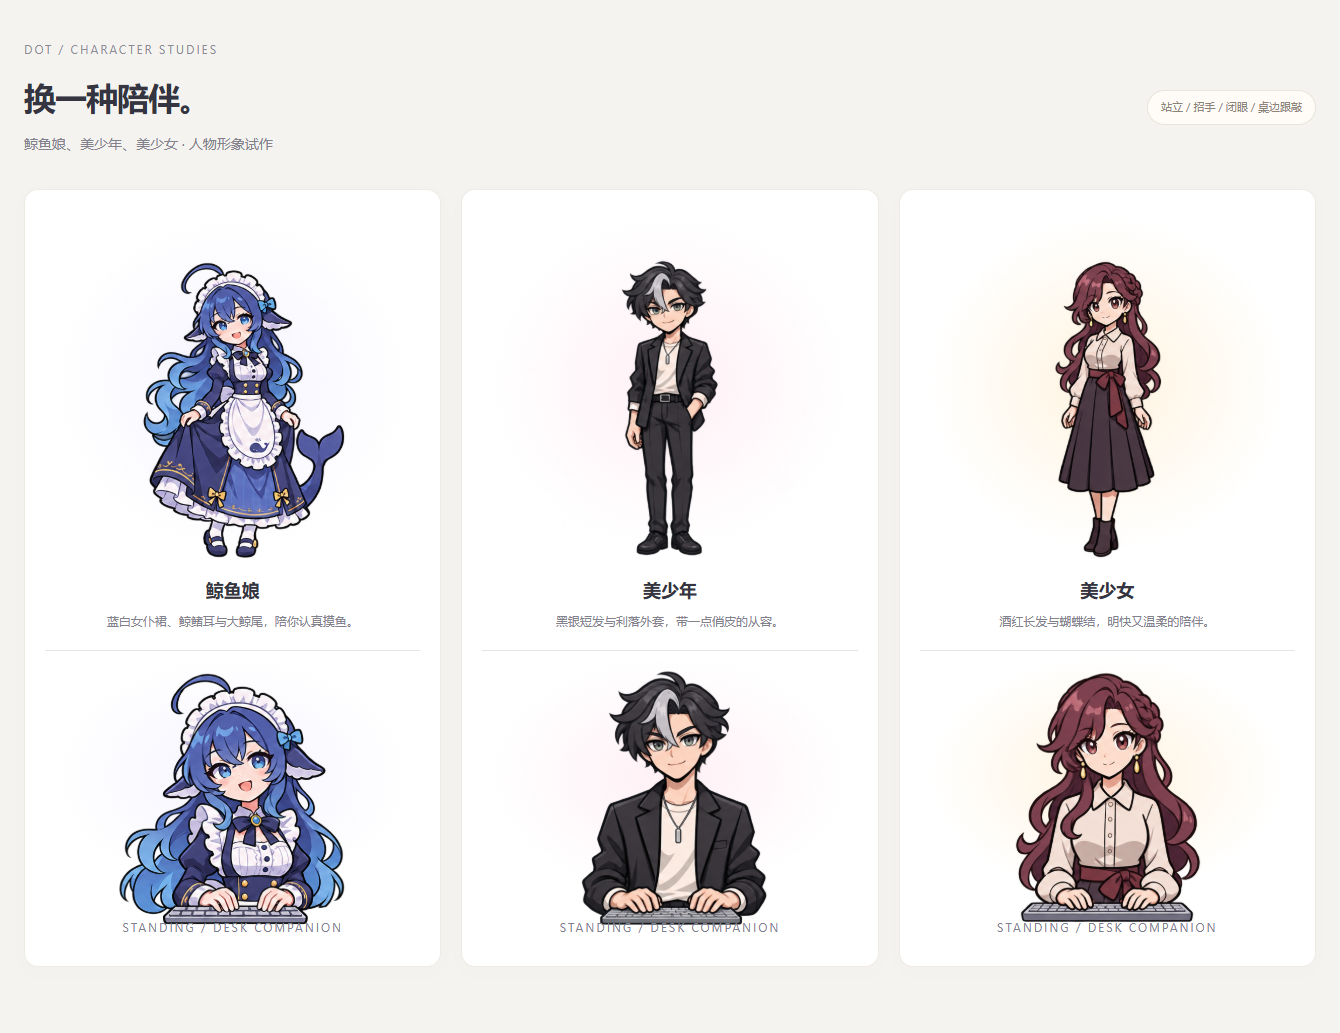 DOT / CHARACTER STUDIES
换一种陪伴。
鲸鱼娘、美少年、美少女 · 人物形象试作
站立 / 招手 / 闭眼 / 桌边跟敲
鲸鱼娘
蓝白女仆裙、鲸鳍耳与大鲸尾，陪你认真摸鱼。
STANDING / DESK COMPANION
美少年
黑银短发与利落外套，带一点俏皮的从容。
STANDING / DESK COMPANION
美少女
酒红长发与蝴蝶结，明快又温柔的陪伴。
STANDING / DESK COMPANION